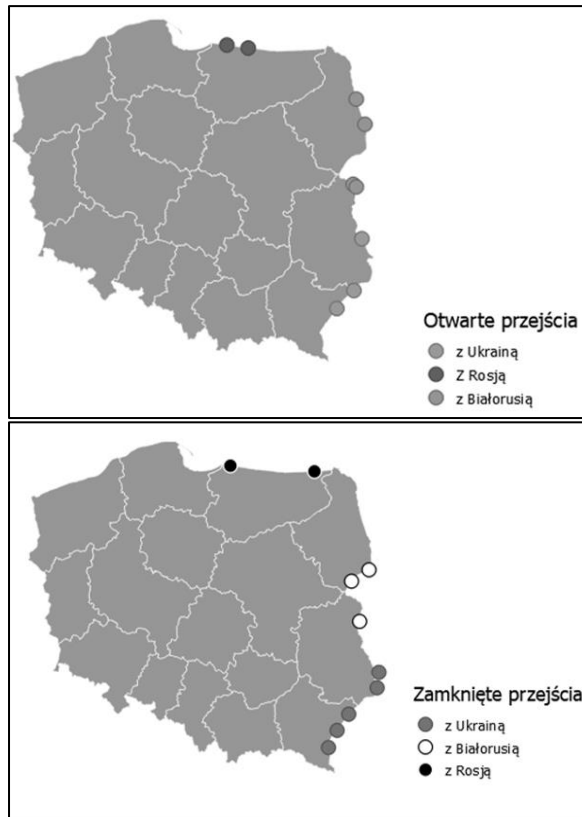 Otwarte przejścia
z Ukrainą
Z Rosją
z Białorusią
Zamknięte przejścia
z Ukrainą
z Białorusią
z Rosją